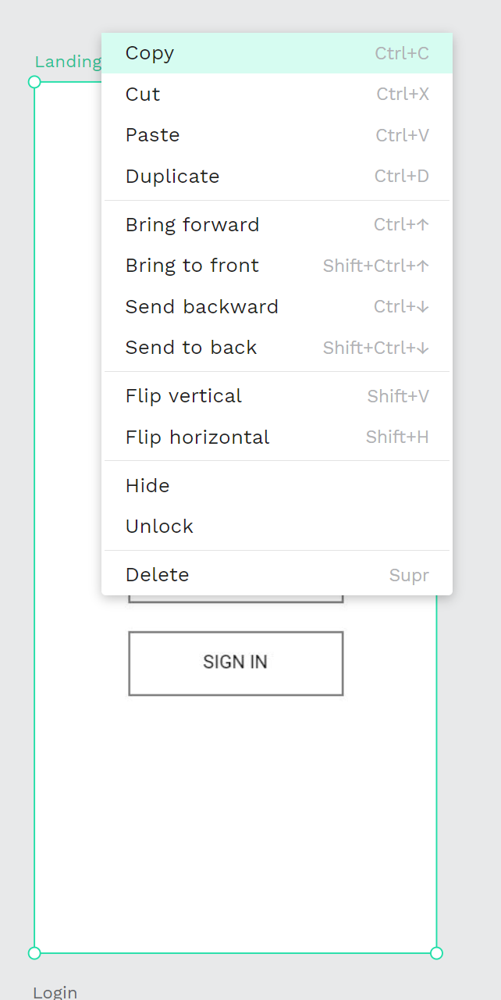 Landing
Copy Ctrl+C
Cut Ctrl+X
Paste Ctrl+V
Duplicate Ctrl+D
Bring forward Ctrl+↑
Bring to front Shift+Ctrl+↑
Send backward Ctrl+↓
Send to back Shift+Ctrl+↓
Flip vertical Shift+V
Flip horizontal Shift+H
Hide
Unlock
Delete Supr
SIGN IN
Login